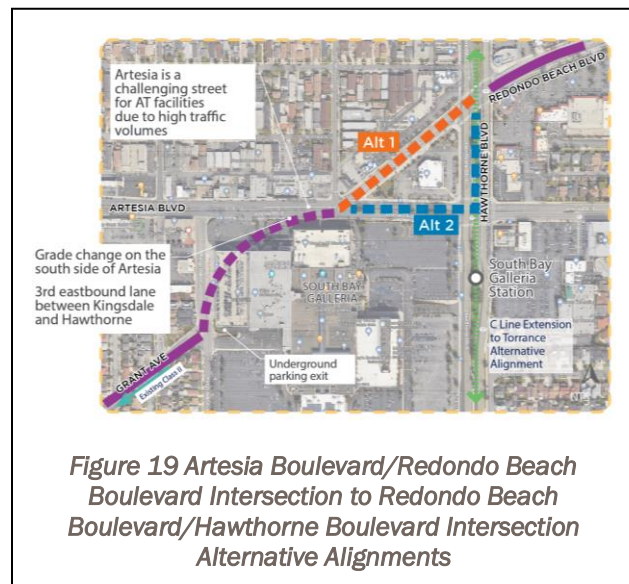 Artesia is a
challenging street
for AT facilities
due to high traffic
volumes
REDONDO BEACH BLVD
Alt 1
HAWTHORNE BLVD
ARTESIA BLVD
Alt 2
Grade change on the
south side of Artesia
3rd eastbound lane
between Kingsdale
and Hawthorne
SOUTH BAY
GALLERIA
South Bay
Galleria
Station
C Line Extension
to Torrance
Alternative
Alignment
Underground
parking exit
GRANT AVE
Existing Class II
Figure 19 Artesia Boulevard/Redondo Beach
Boulevard Intersection to Redondo Beach
Boulevard/Hawthorne Boulevard Intersection
Alternative Alignments